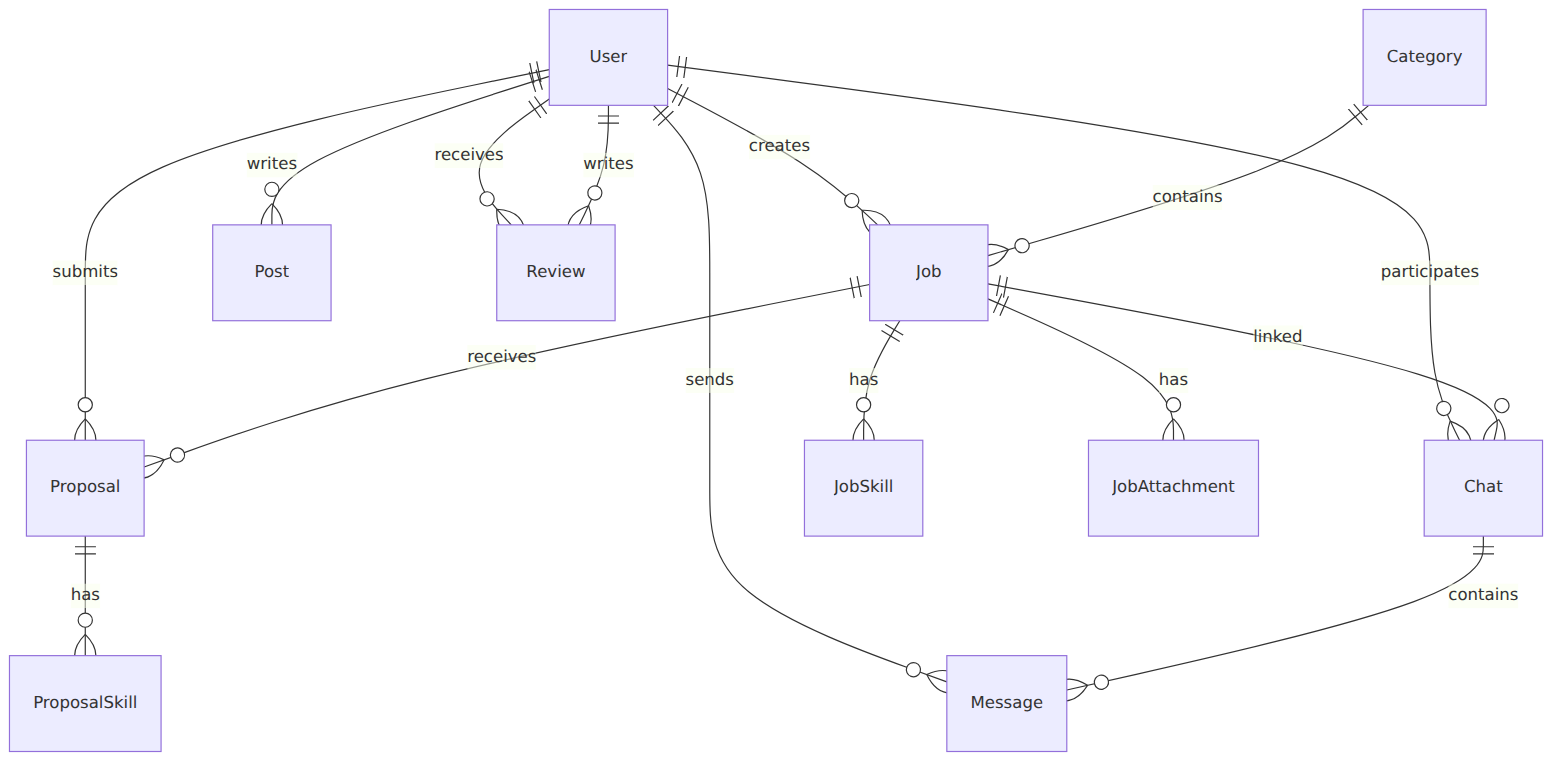 User
Category
creates
receives
writes
writes
contains
submits
Post
Review
Job
participates
linked
receives
sends
has
has
Proposal
JobSkill
JobAttachment
Chat
has
contains
ProposalSkill
Message